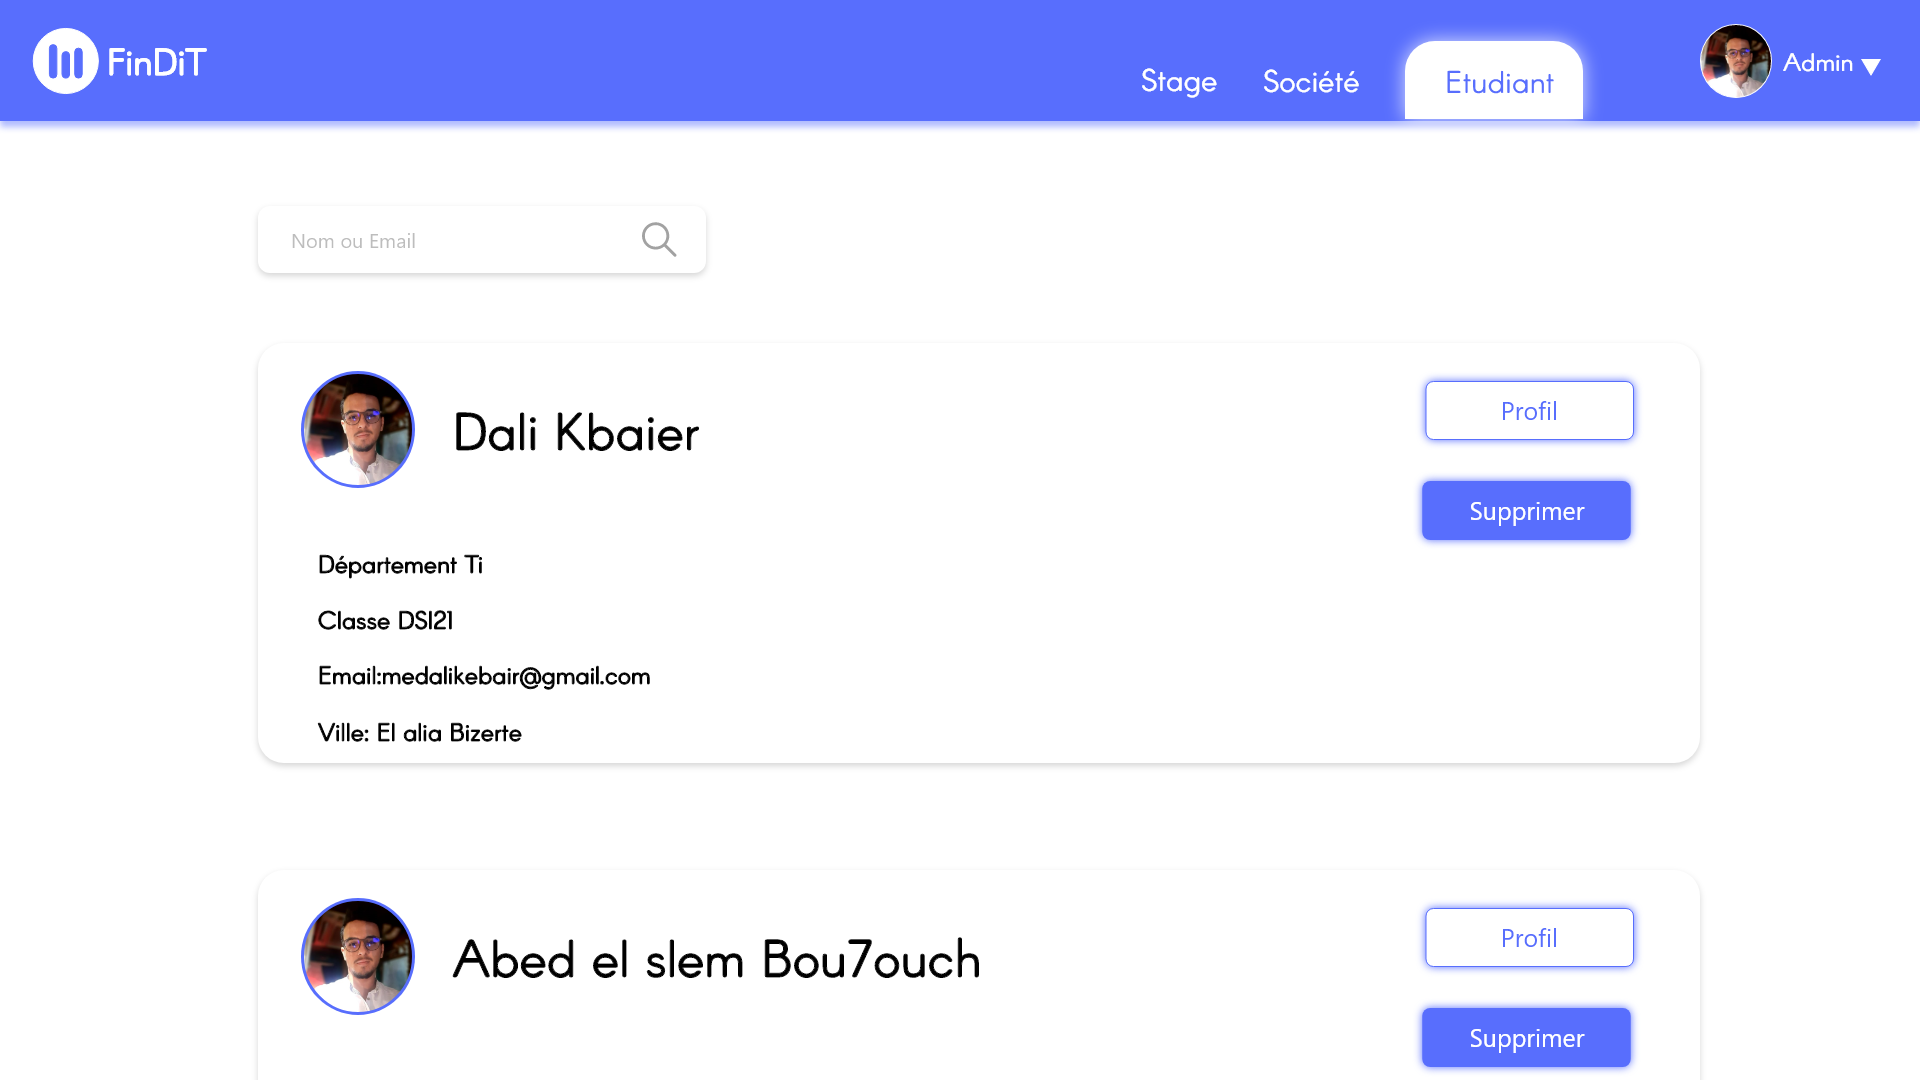 FinDiT
Stage
Société
Etudiant
Admin
Nom ou Email
Dali Kbaier
Profil
Supprimer
Département Ti
Classe DSI21
Email:medalikebair@gmail.com
Ville: El alia Bizerte
Abed el slem Bou7ouch
Profil
Supprimer